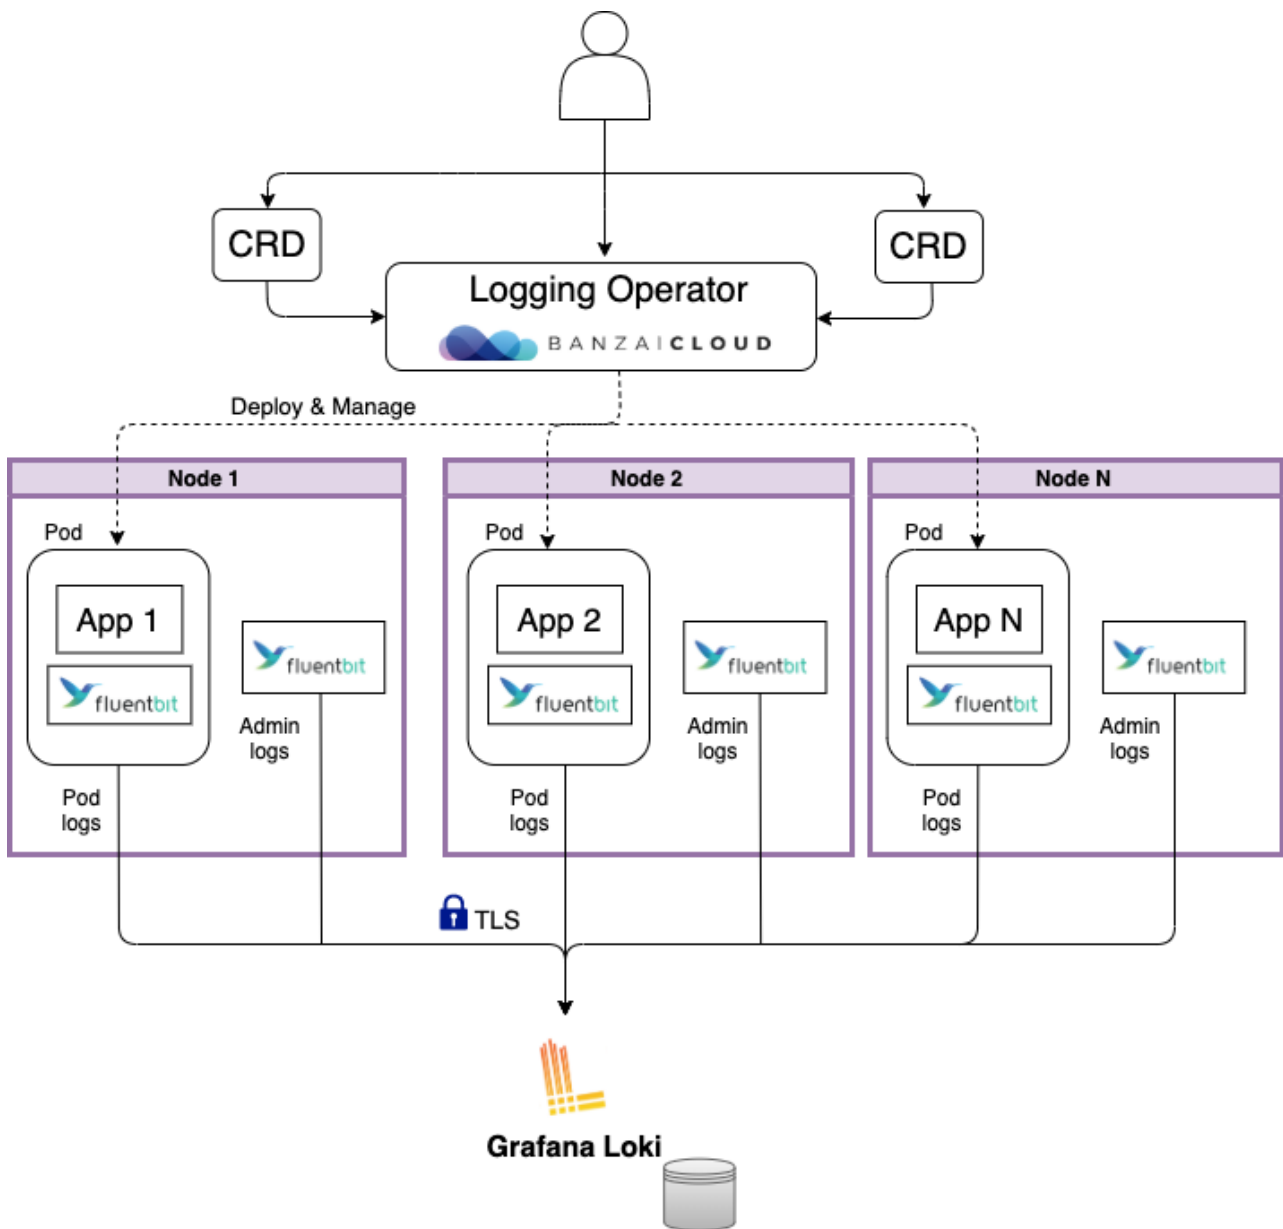 CRD
CRD
Logging Operator
BANZAICLOUD
Deploy & Manage
Node 1
Node 2
Node N
Pod
App 1
fluentbit
fluentbit
Admin
logs
Pod
logs
Pod
App 2
fluentbit
fluentbit
Admin
logs
Pod
logs
Pod
App N
fluentbit
fluentbit
Admin
logs
Pod
logs
TLS
Grafana Loki